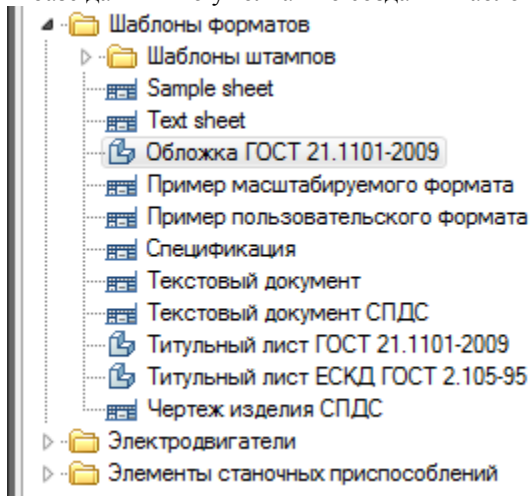 Шаблоны форматов
Шаблоны штампов
Sample sheet
Text sheet
Обложка ГОСТ 21.1101-2009
Пример масштабируемого формата
Пример пользовательского формата
Спецификация
Текстовый документ
Текстовый документ СПДС
Титульный лист ГОСТ 21.1101-2009
Титульный лист ЕСКД ГОСТ 2.105-95
Чертеж изделия СПДС
Электродвигатели
Элементы станочных приспособлений